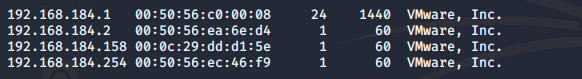 192.168.184.1 00:50:56:c0:00:08 24 1440 VMware, Inc.
192.168.184.2 00:50:56:ea:6e:d4 1 60 VMware, Inc.
192.168.184.158 00:0c:29:dd:d1:5e 1 60 VMware, Inc.
192.168.184.254 00:50:56:ec:46:f9 1 60 VMware, Inc.